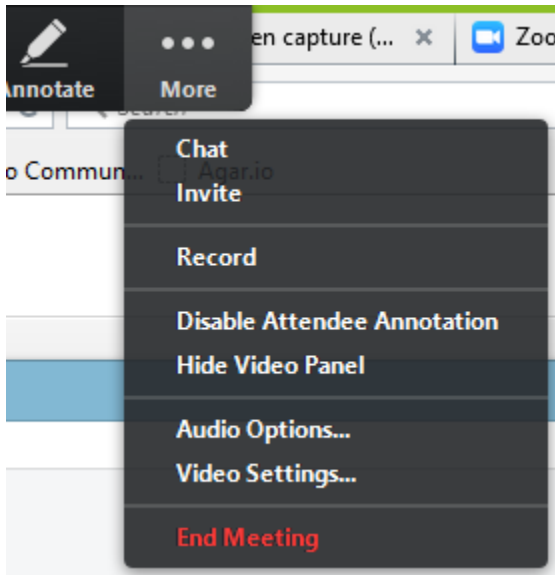 en capture (...
Zoo
Annotate
More
Search
o Commun...
Agar.io
Chat
Invite
Record
Disable Attendee Annotation
Hide Video Panel
Audio Options...
Video Settings...
End Meeting